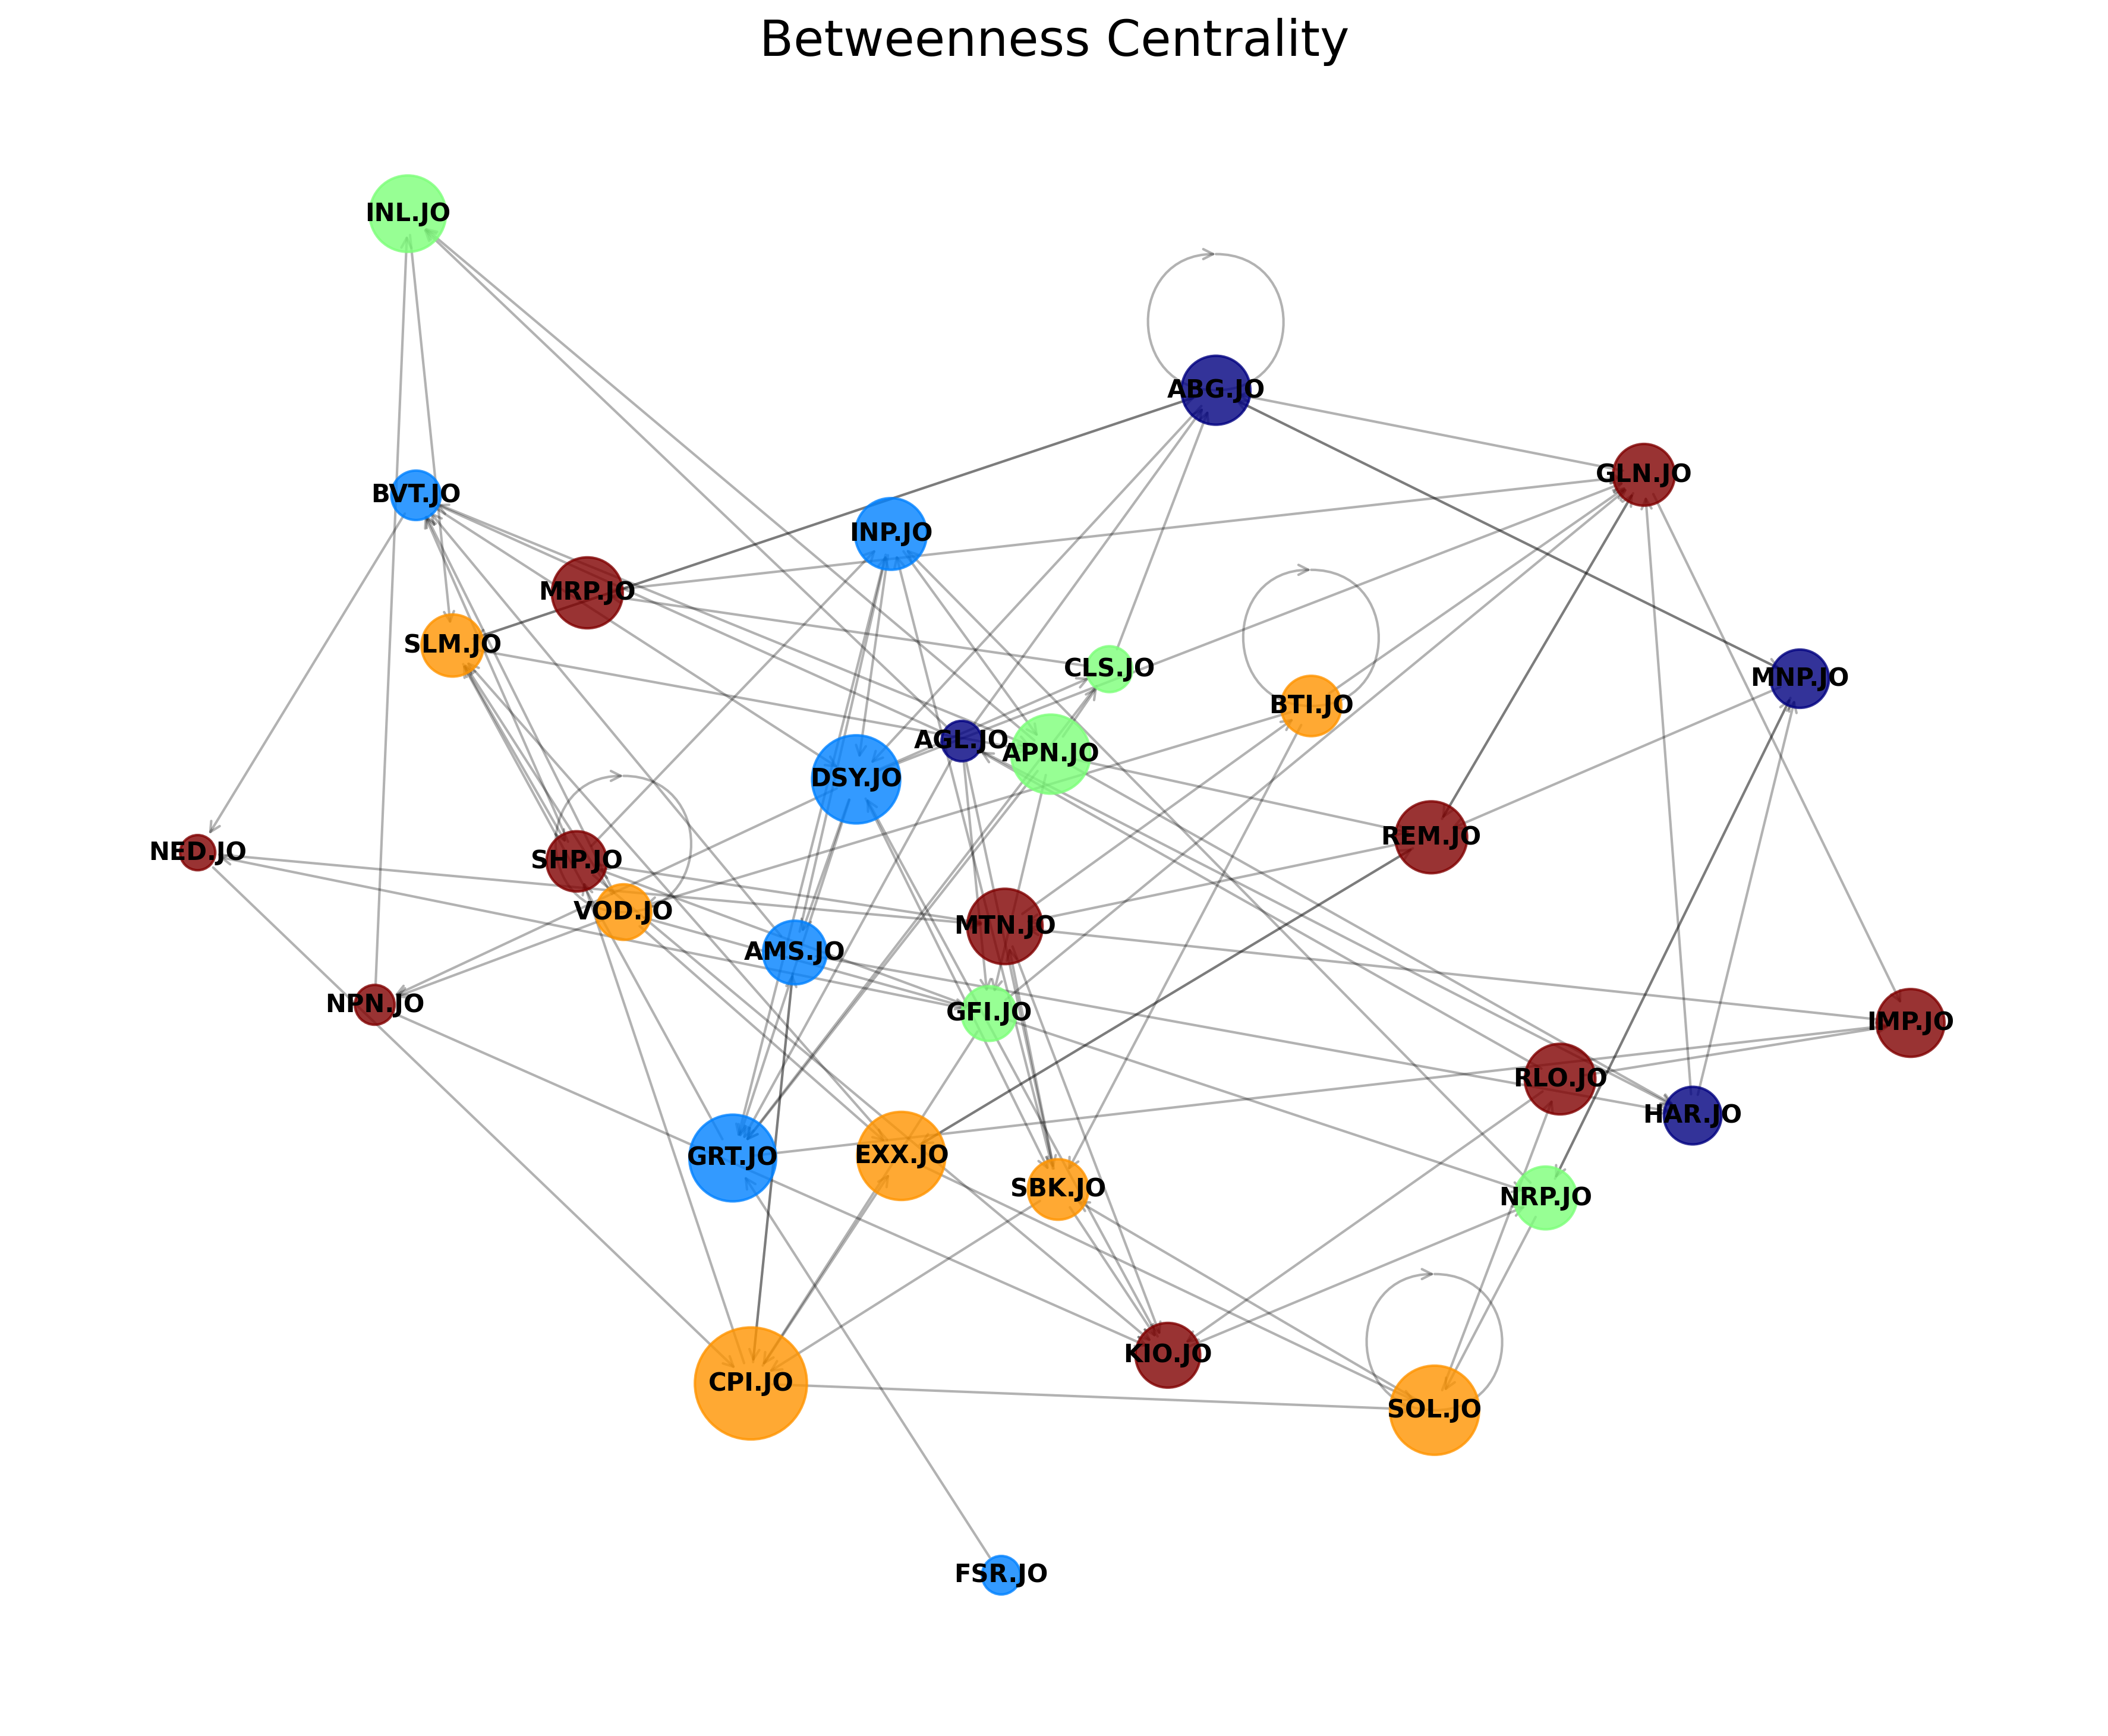 Betweenness Centrality
INL.JO
ABG.JO
GLN.JO
BVT.JO
INP.JO
MRP.JO
SLM.JO
CLS.JO
MNP.JO
BTI.JO
AGL.JO
APN.JO
DSY.JO
REM.JO
NED.JO
SHP.JO
VOD.JO
MTN.JO
AMS.JO
NPN.JO
GFI.JO
IMP.JO
RLO.JO
HAR.JO
GRT.JO
EXX.JO
SBK.JO
NRP.JO
KIO.JO
CPI.JO
SOL.JO
FSR.JO